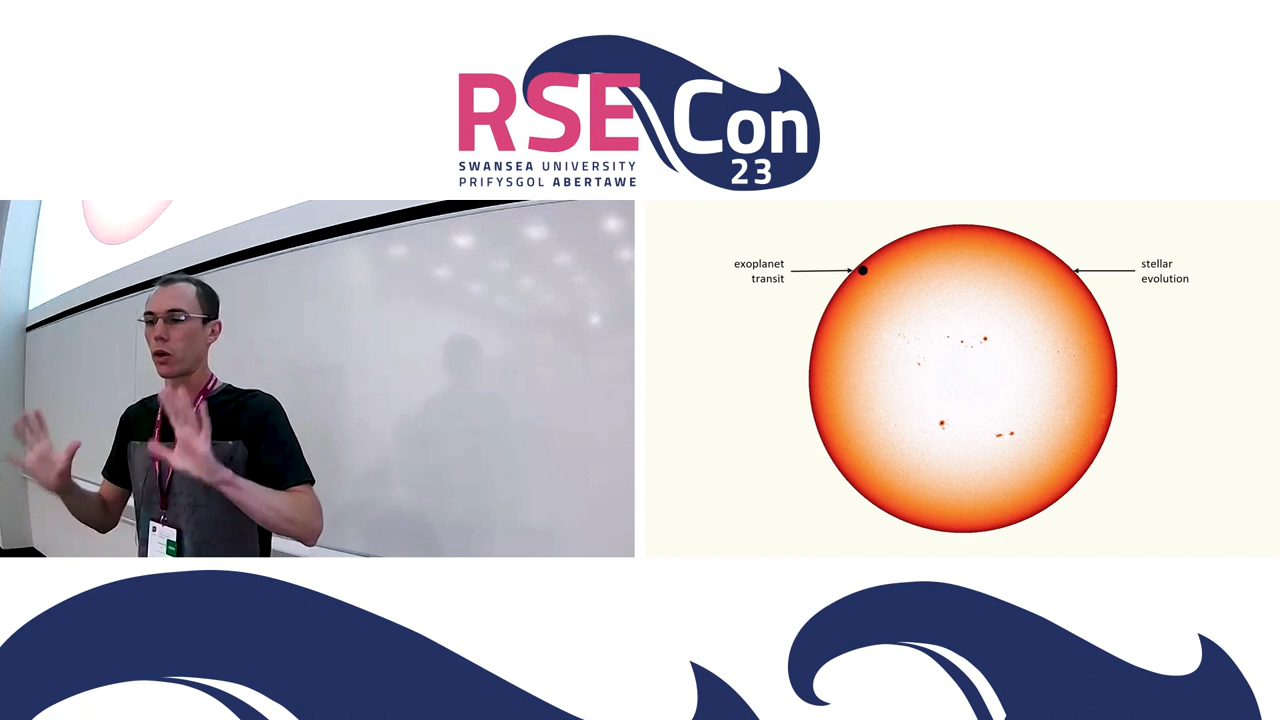 RSE Con
23
SWANSEA UNIVERSITY
PRIFYSGOL ABERTAWE
exoplanet
transit
stellar
evolution